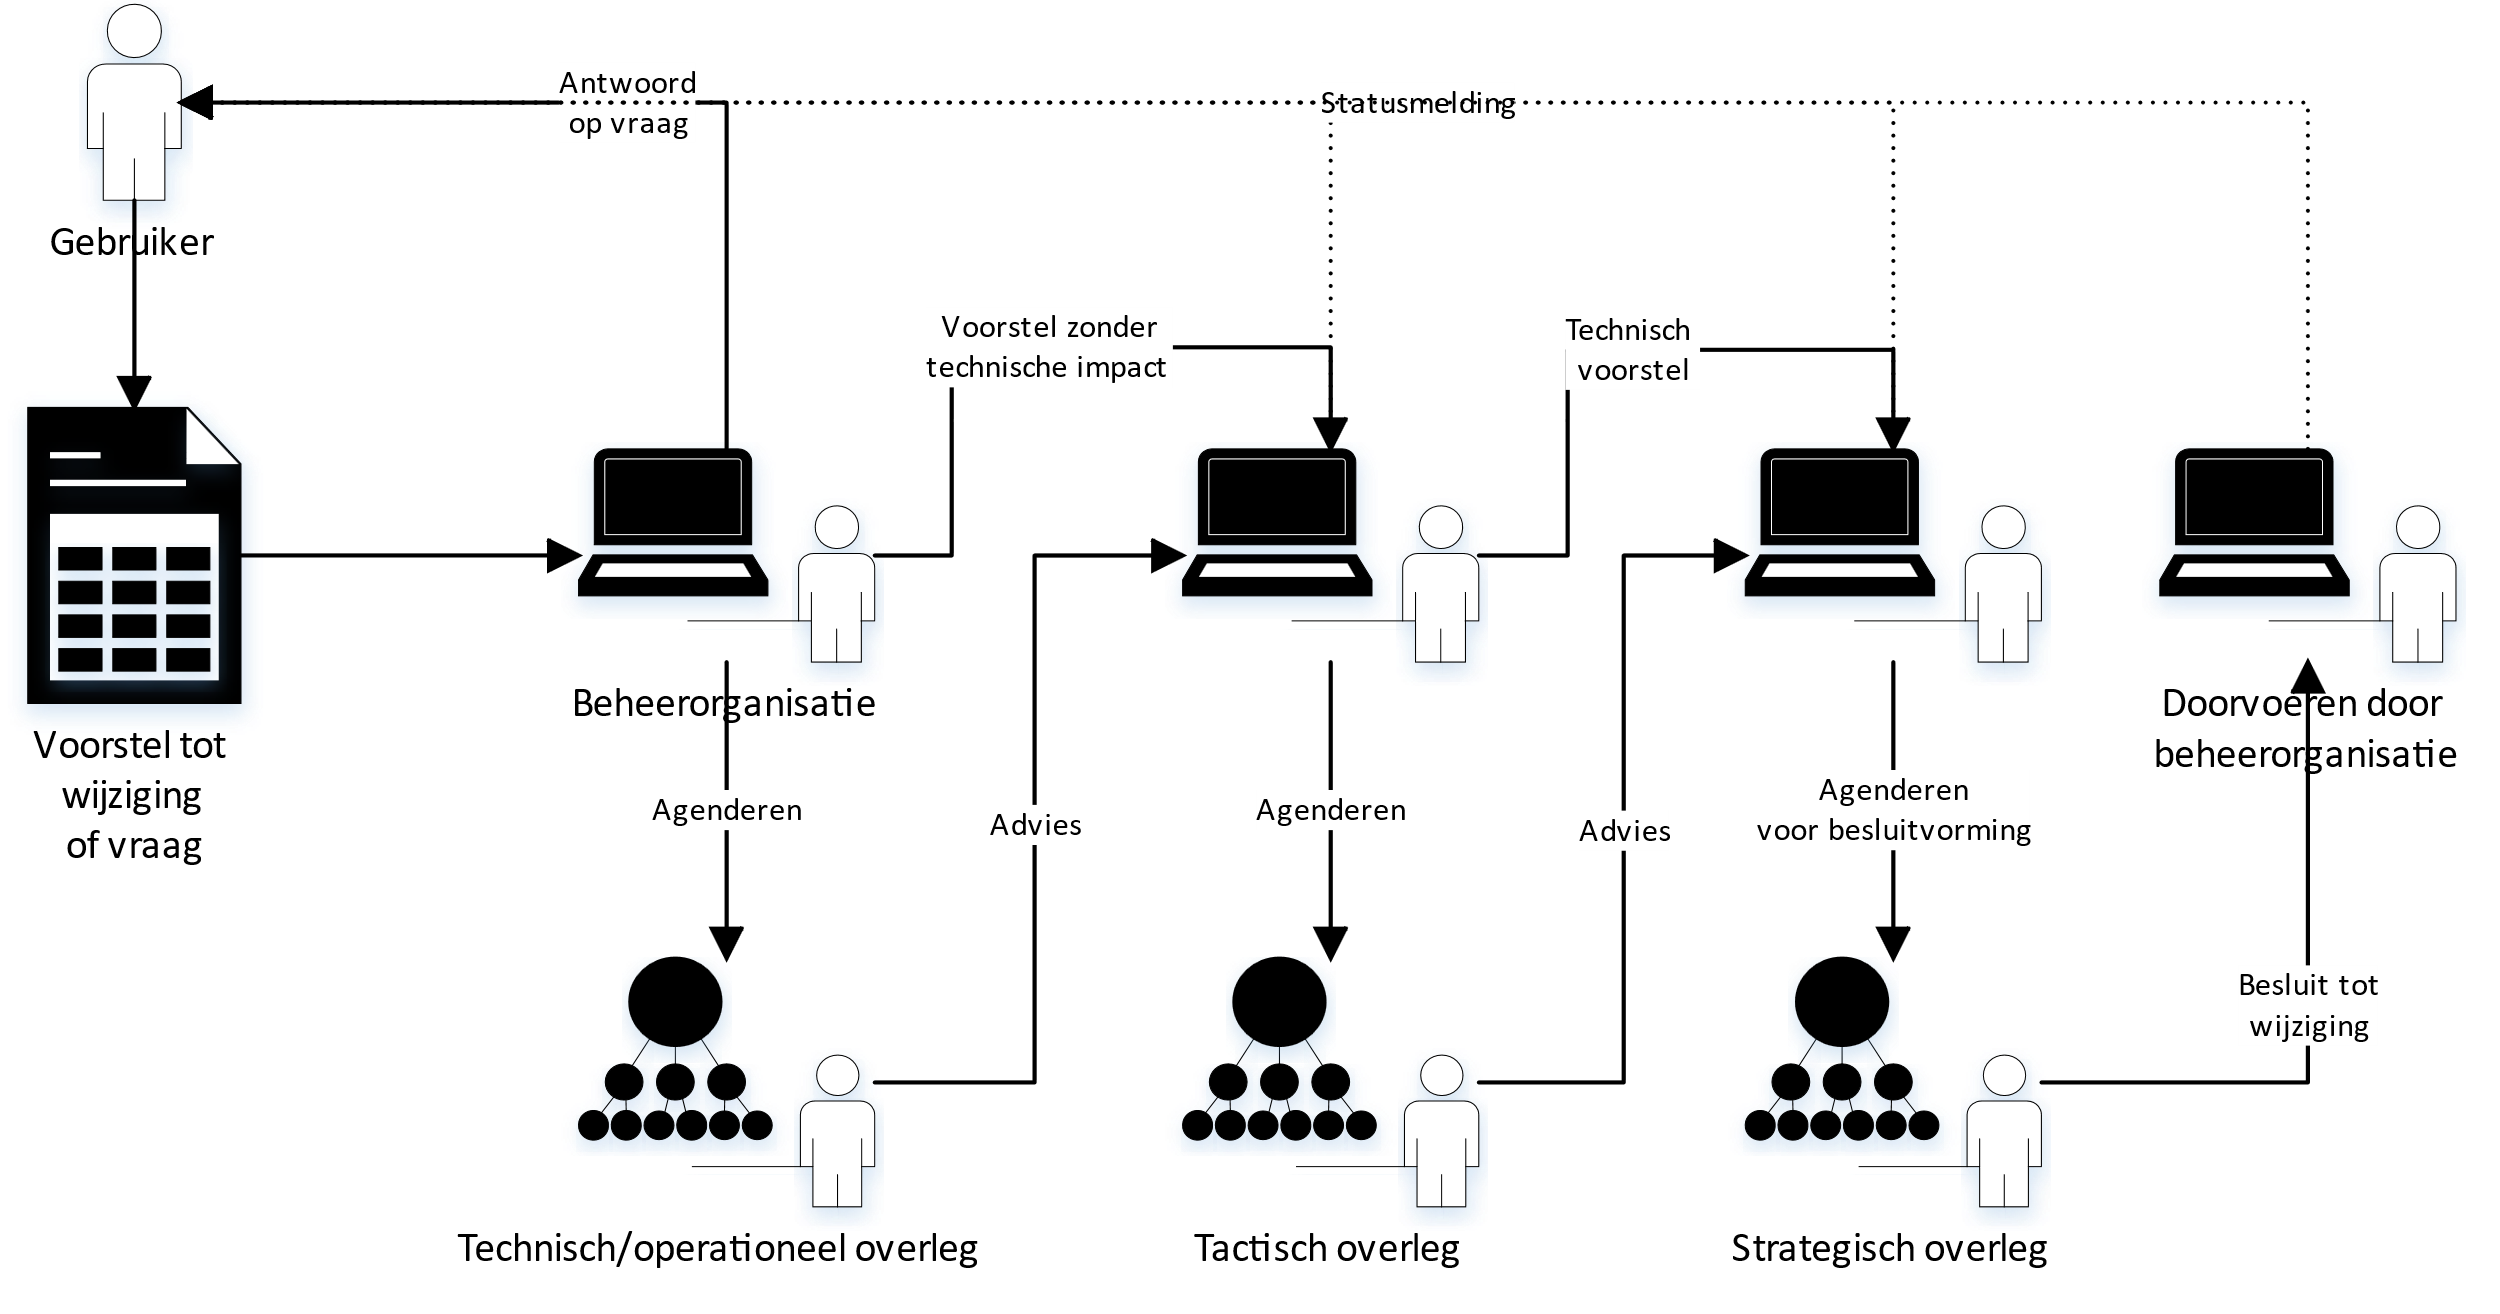 Antwoord
op vraag
Statusmelding
Gebruiker
Voorstel zonder
technische impact
Technisch
voorstel
Voorstel tot
wijziging
of vraag
Beheerorganisatie
Doorvoeren door
beheerorganisatie
Agenderen
Advies
Agenderen
Advies
Agenderen
voor besluitvorming
Besluit tot
wijziging
Technisch/operationeel overleg
Tactisch overleg
Strategisch overleg